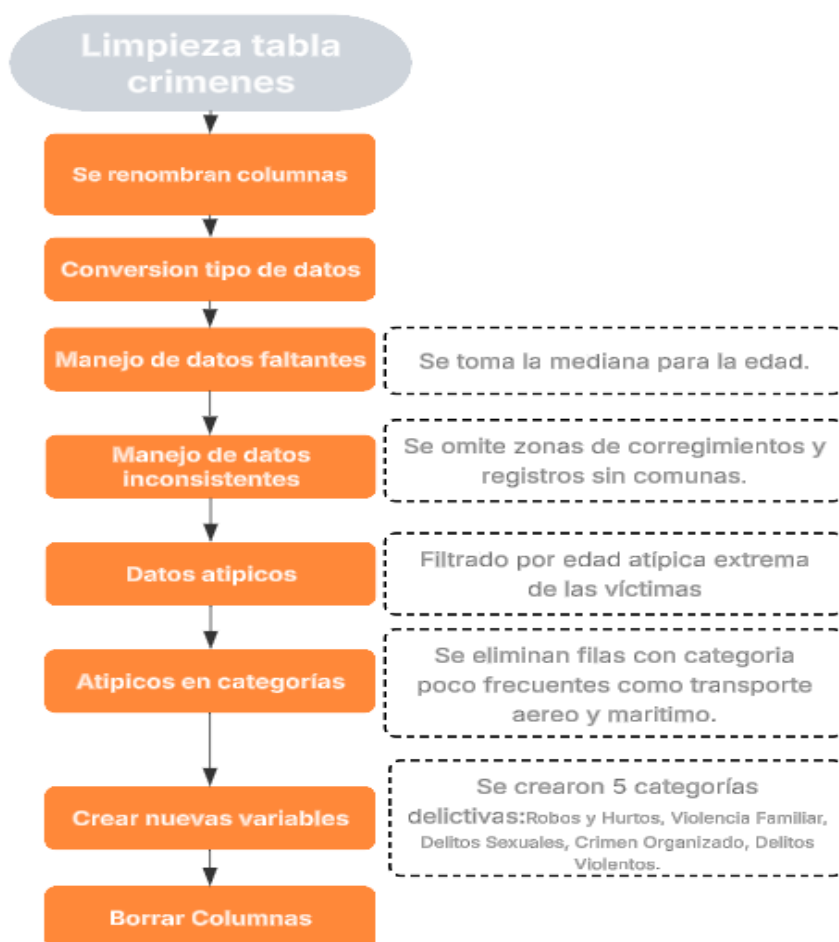 Limpieza tabla
crimenes
Se renombran columnas
Conversion tipo de datos
Manejo de datos faltantes
Se toma la mediana para la edad.
Manejo de datos
inconsistentes
Se omite zonas de corregimientos y
registros sin comunas.
Datos atipicos
Filtrado por edad atípica extrema
de las víctimas
Atipicos en categorías
Se eliminan filas con categoria
poco frecuentes como transporte
aereo y maritimo.
Crear nuevas variables
Se crearon 5 categorías
delictivas:Robos y Hurtos, Violencia Familiar,
Delitos Sexuales, Crimen Organizado, Delitos
Violentos.
Borrar Columnas